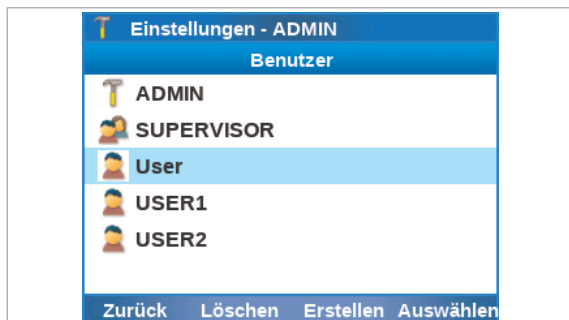 Einstellungen - ADMIN
Benutzer
ADMIN
SUPERVISOR
User
USER1
USER2
Zurück Löschen Erstellen Auswählen